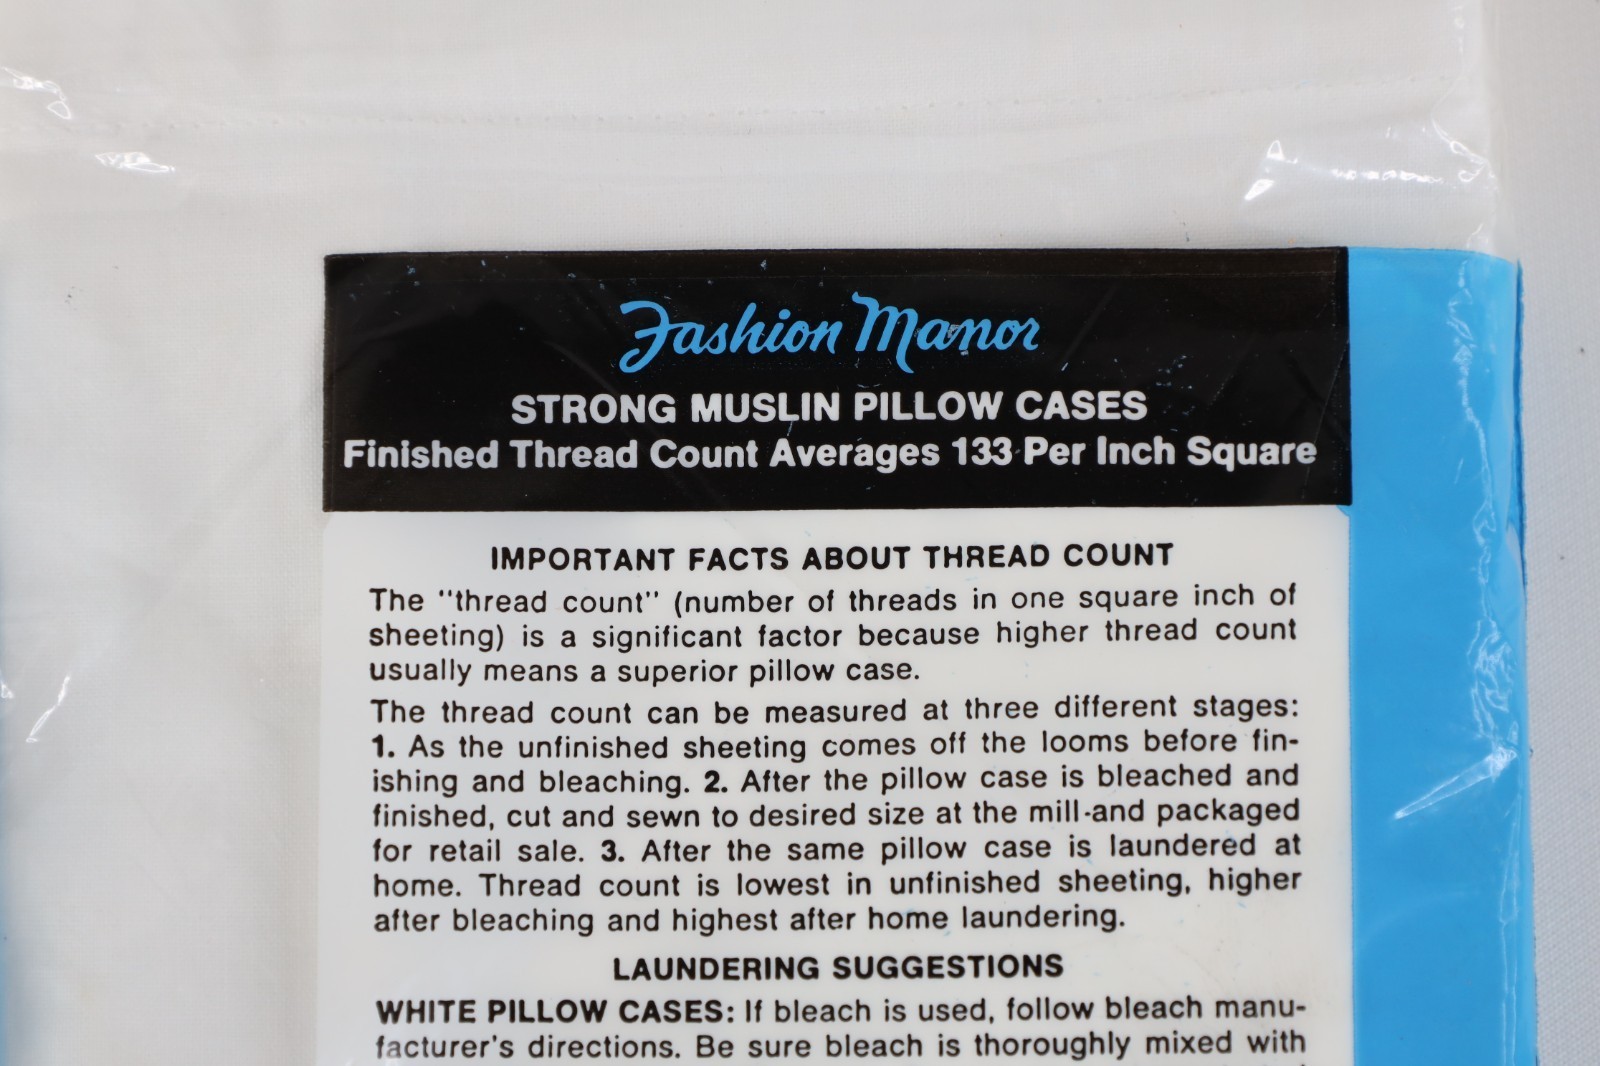 Fashion Manor
STRONG MUSLIN PILLOW CASES
Finished Thread Count Averages 133 Per Inch Square
IMPORTANT FACTS ABOUT THREAD COUNT
The "thread count" (number of threads in one square inch of
sheeting) is a significant factor because higher thread count
usually means a superior pillow case.
The thread count can be measured at three different stages:
1. As the unfinished sheeting comes off the looms before fin-
ishing and bleaching. 2. After the pillow case is bleached and
finished, cut and sewn to desired size at the mill-and packaged
for retail sale. 3. After the same pillow case is laundered at
home. Thread count is lowest in unfinished sheeting, higher
after bleaching and highest after home laundering.
LAUNDERING SUGGESTIONS
WHITE PILLOW CASES: If bleach is used, follow bleach manu-
facturer's directions. Be sure bleach is thoroughly mixed with